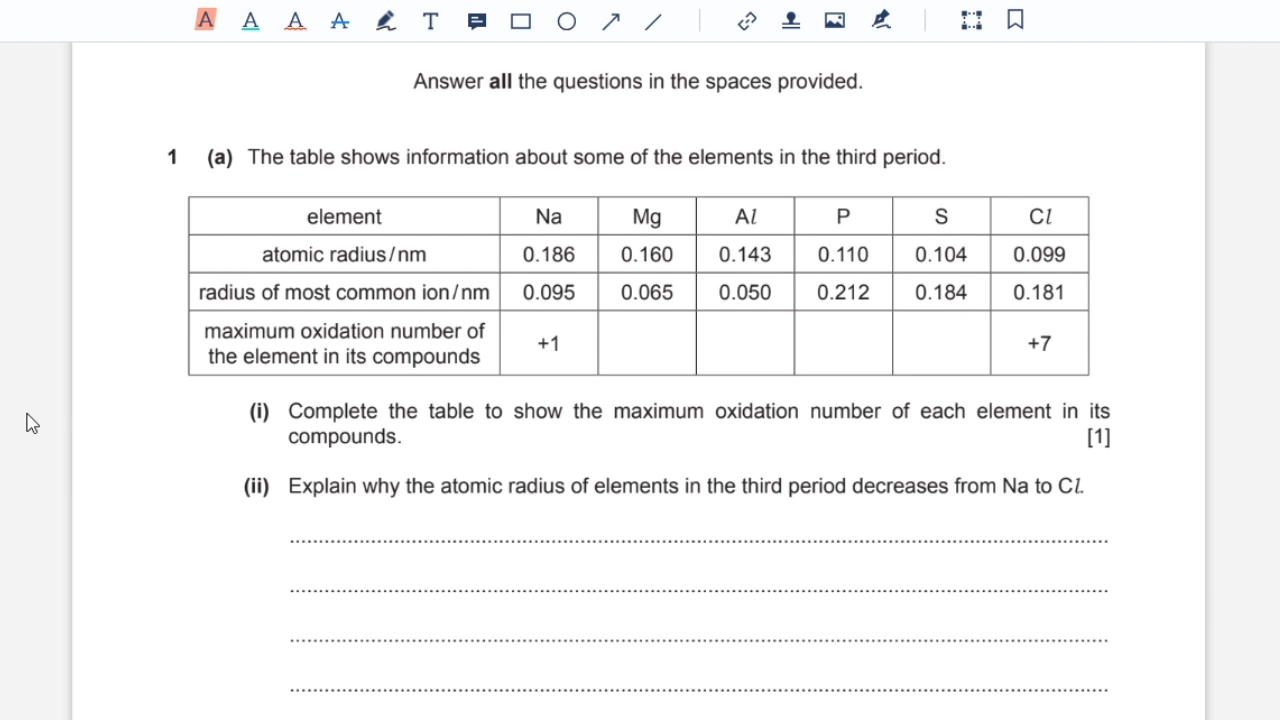 Answer all the questions in the spaces provided.
1 (a) The table shows information about some of the elements in the third period.
element Na Mg Al P S Cl
atomic radius/nm 0.186 0.160 0.143 0.110 0.104 0.099
radius of most common ion/nm 0.095 0.065 0.050 0.212 0.184 0.181
maximum oxidation number of
the element in its compounds +1 +7
(i) Complete the table to show the maximum oxidation number of each element in its
compounds. [1]
(ii) Explain why the atomic radius of elements in the third period decreases from Na to Cl.